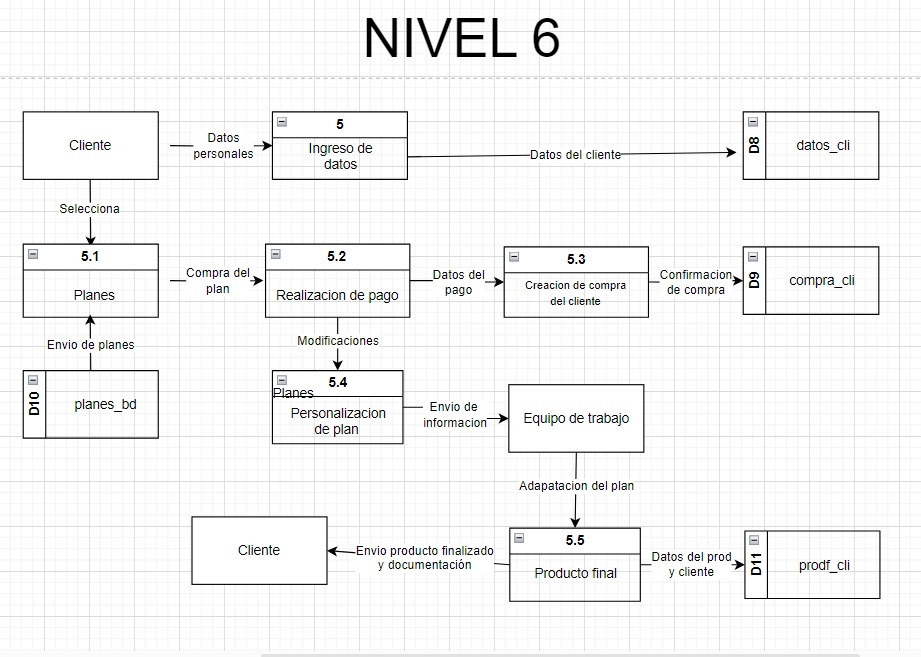 NIVEL 6
Cliente
Datos
personales
5
Ingreso de
datos
Datos del cliente
D8
datos_cli
Selecciona
5.1
Planes
Compra del
plan
5.2
Realizacion de pago
Datos del
pago
5.3
Creacion de compra
del cliente
Confirmacion
de compra
D9
compra_cli
Envio de planes
Modificaciones
D10
planes_bd
5.4
Planes
Personalizacion
de plan
Envio de
informacion
Equipo de trabajo
Adapatacion del plan
Cliente
Envio producto finalizado
y documentación
5.5
Producto final
Datos del prod
y cliente
D11
prodf_cli